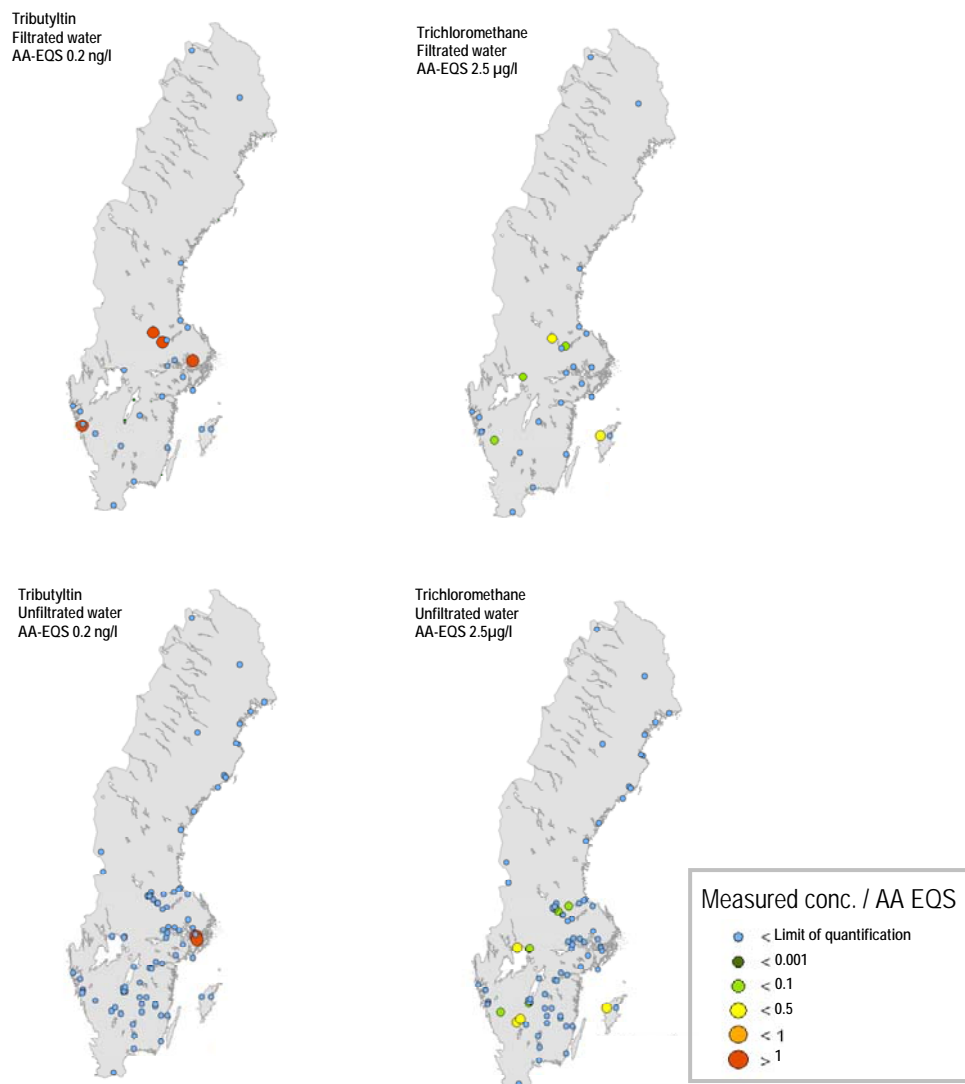 Tributyltin
Filtrated water
AA-EQS 0.2 ng/l
Trichloromethane
Filtrated water
AA-EQS 2.5 µg/l
Tributyltin
Unfiltrated water
AA-EQS 0.2 ng/l
Trichloromethane
Unfiltrated water
AA-EQS 2.5µg/l
Measured conc. / AA EQS
< Limit of quantification
< 0.001
< 0.1
< 0.5
< 1
> 1